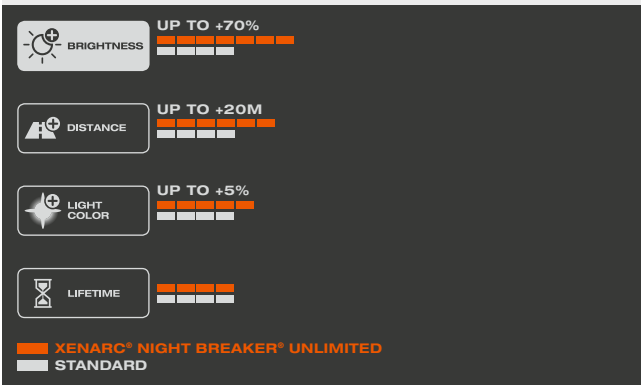 UP TO +70%
BRIGHTNESS
UP TO +20M
DISTANCE
UP TO +5%
LIGHT
COLOR
LIFETIME
XENARC® NIGHT BREAKER® UNLIMITED
STANDARD